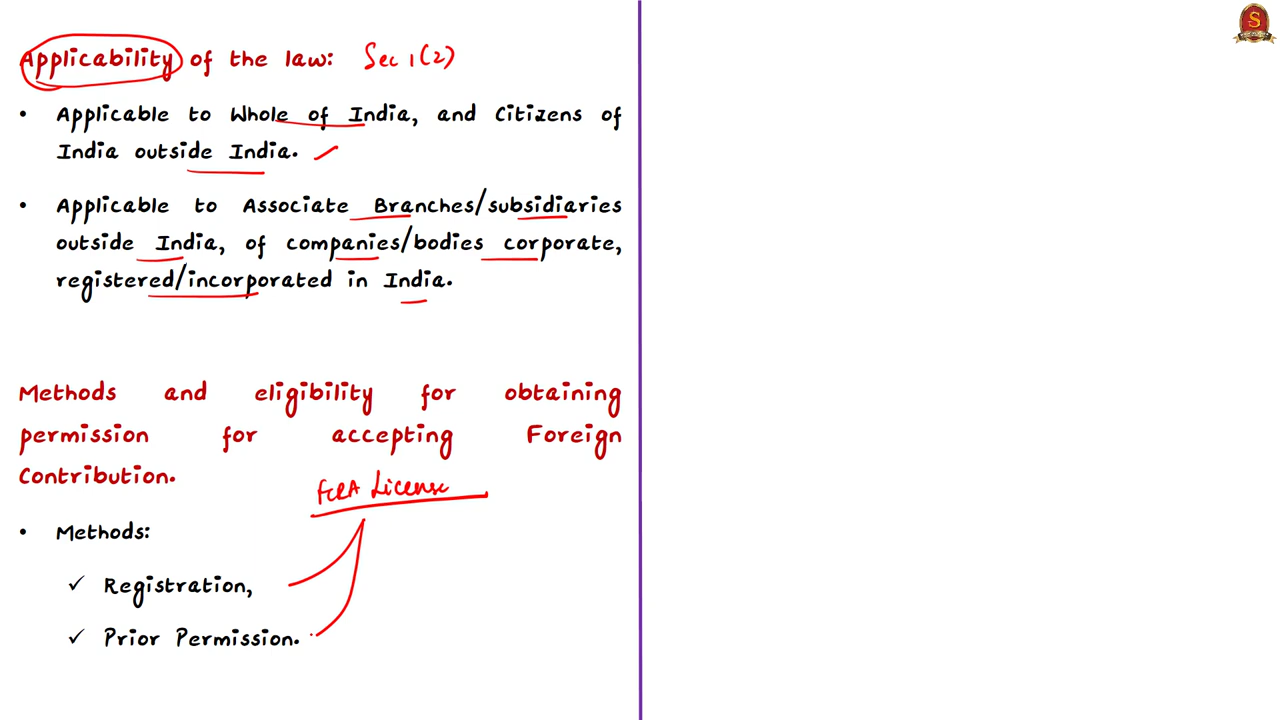 Applicability of the law: Sec 1(2)
• Applicable to Whole of India, and Citizens of
India outside India.
• Applicable to Associate Branches/subsidiaries
outside India, of companies/bodies corporate,
registered/incorporated in India.
Methods and eligibility for obtaining
permission for accepting Foreign
Contribution.
FCRA License
• Methods:
✓ Registration,
✓ Prior Permission.
S